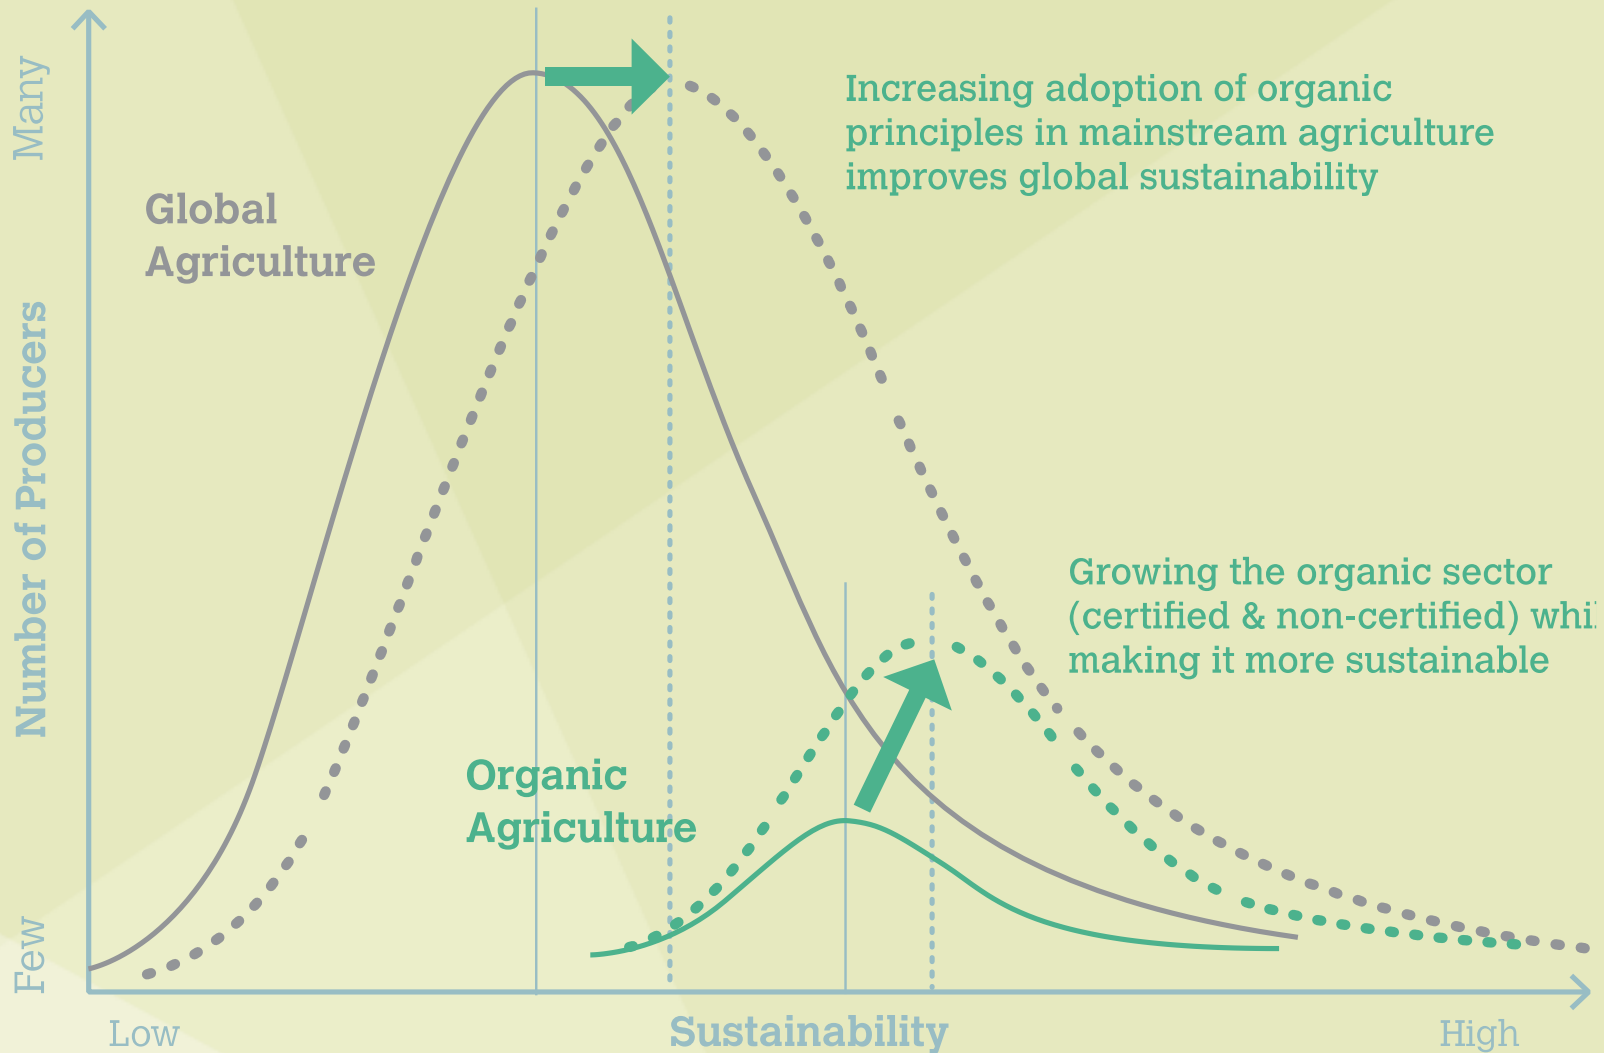 Many
Increasing adoption of organic
principles in mainstream agriculture
improves global sustainability
Global
Agriculture
Number of Producers
Growing the organic sector
(certified & non-certified)
making it more sustainable
Organic
Agriculture
Few
Low
Sustainability
High